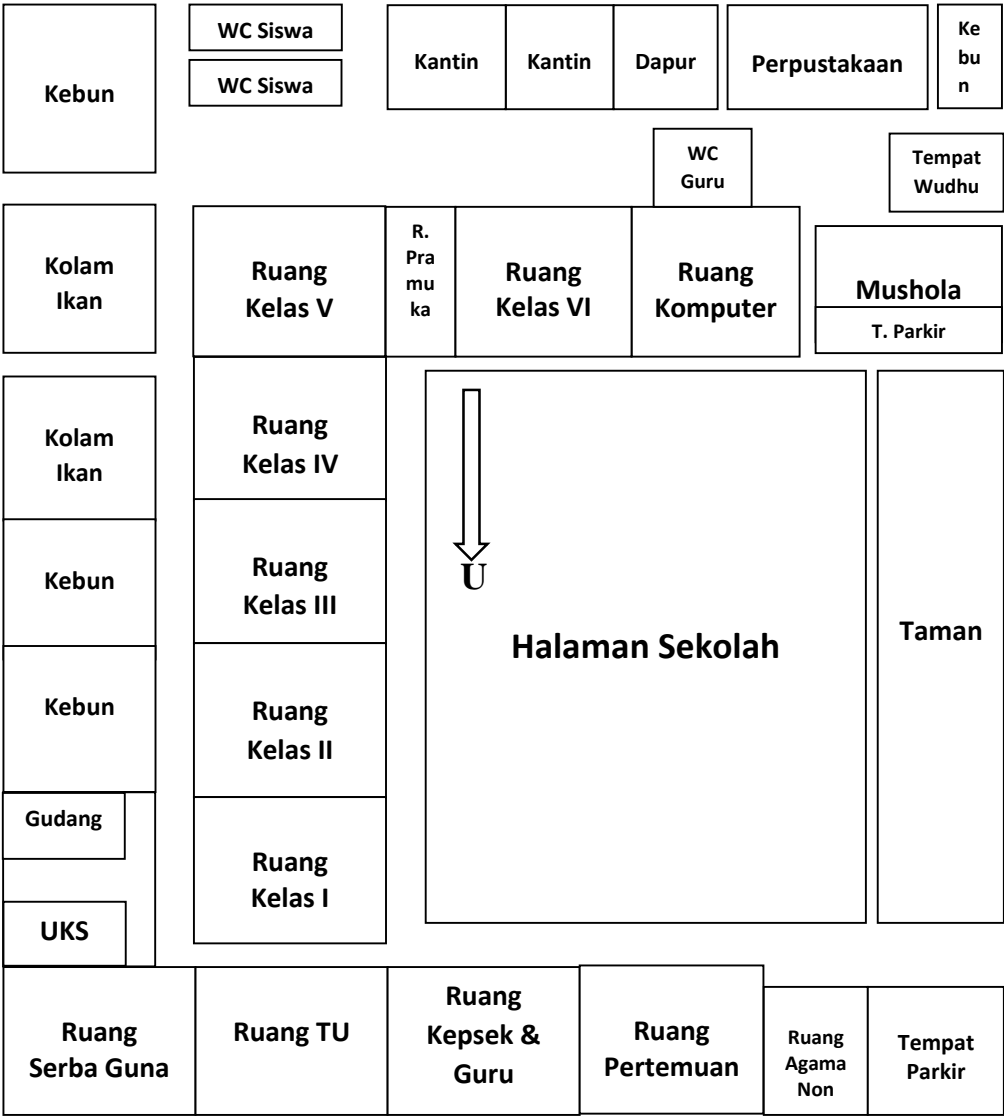 WC Siswa
WC Siswa
Kebun
Kantin
Kantin
Dapur
Perpustakaan
Ke
bu
n
WC
Guru
Tempat
Wudhu
Kolam
Ikan
Ruang
Kelas V
R.
Pra
mu
ka
Ruang
Kelas VI
Ruang
Komputer
Mushola
T. Parkir
Kolam
Ikan
Ruang
Kelas IV
U
Kebun
Ruang
Kelas III
Halaman Sekolah
Taman
Kebun
Ruang
Kelas II
Gudang
Ruang
Kelas I
UKS
Ruang
Serba Guna
Ruang TU
Ruang
Kepsek &
Guru
Ruang
Pertemuan
Ruang
Agama
Non
Tempat
Parkir